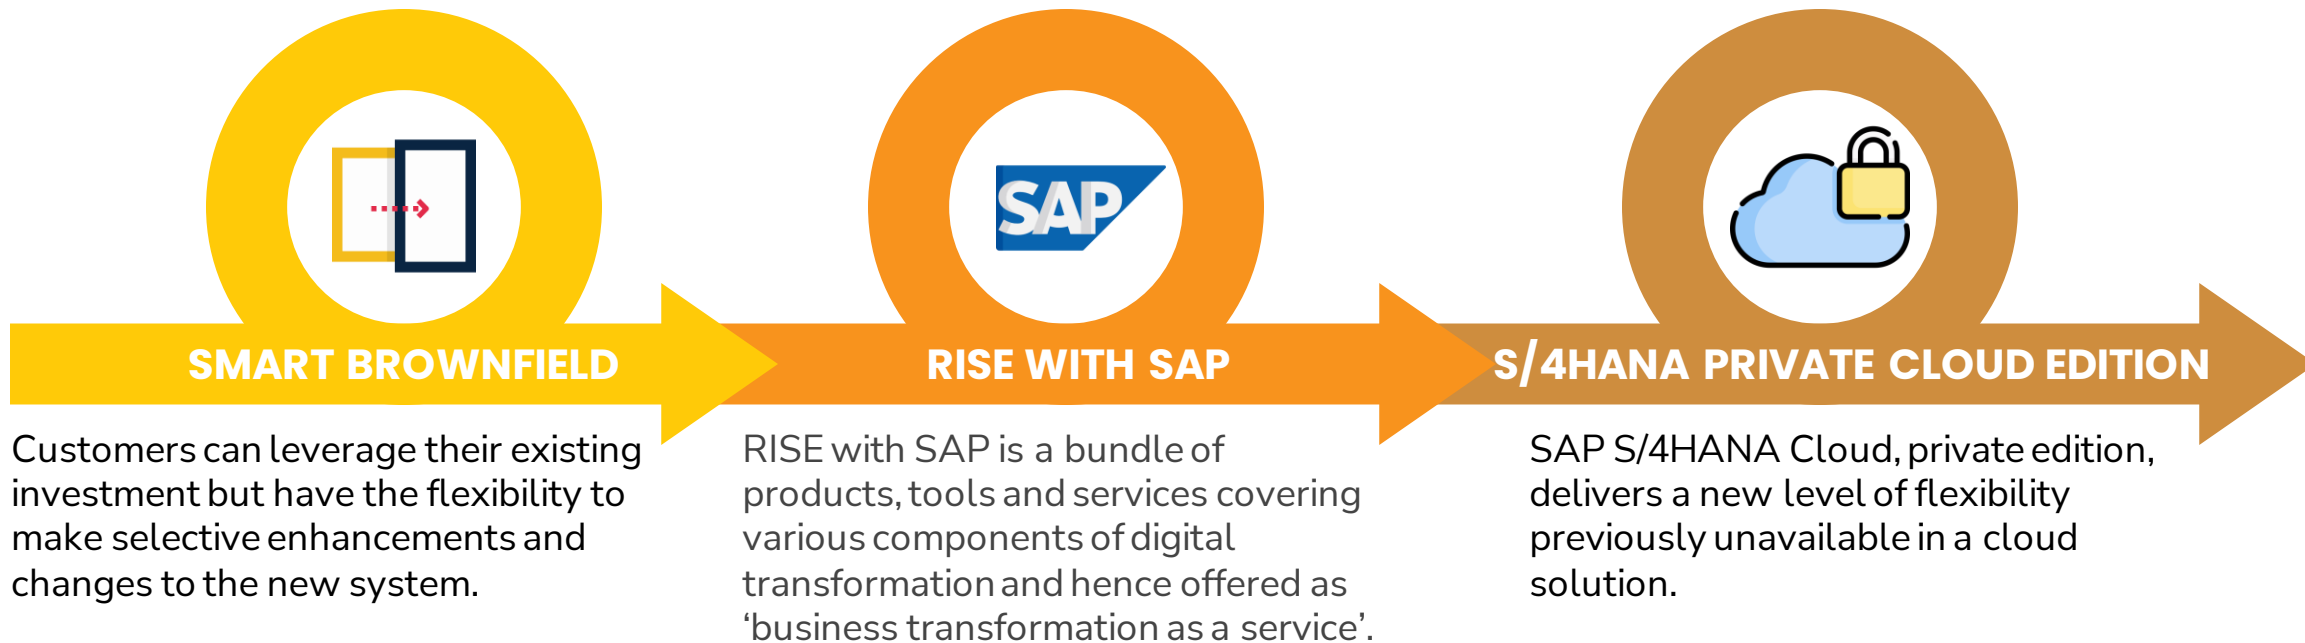 SAP
SMART BROWNFIELD
RISE WITH SAP
S/4HANA PRIVATE CLOUD EDITION
Customers can leverage their existing
investment but have the flexibility to
make selective enhancements and
changes to the new system.
RISE with SAP is a bundle of
products, tools and services covering
various components of digital
transformation and hence offered as
‘business transformation as a service’.
SAP S/4HANA Cloud, private edition,
delivers a new level of flexibility
previously unavailable in a cloud
solution.